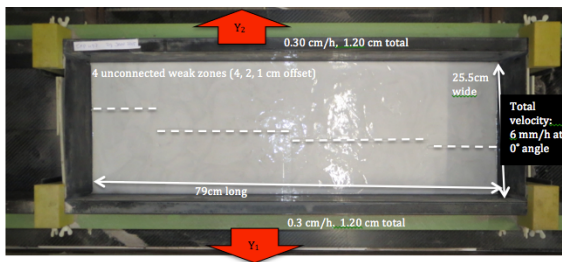 Y₂
0.30 cm/h, 1.20 cm total
4 unconnected weak zones (4, 2, 1 cm offset)
25.5cm
wide
Total
velocity:
6 mm/h at
0° angle
79cm long
0.3 cm/h, 1.20 cm total
Y₁